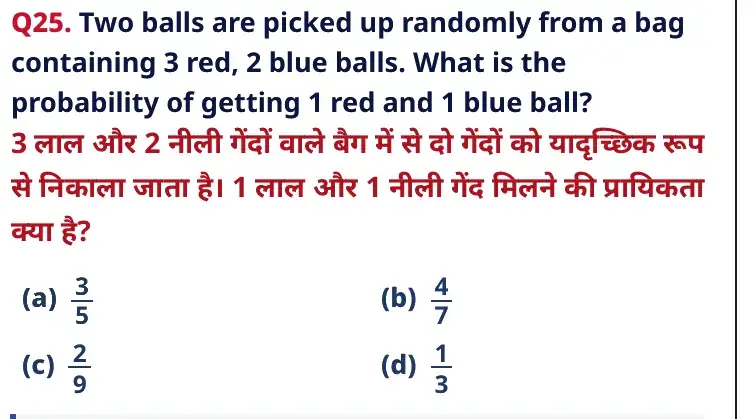 Q25. Two balls are picked up randomly from a bag
containing 3 red, 2 blue balls. What is the
probability of getting 1 red and 1 blue ball?
3 लाल और 2 नीली गेंदों वाले बैग में से दो गेंदों को यादृच्छिक रूप
से निकाला जाता है। 1 लाल और 1 नीली गेंद मिलने की प्रायिकता
क्या है?
(a) 3/5 (b) 4/7
(c) 2/9 (d) 1/3